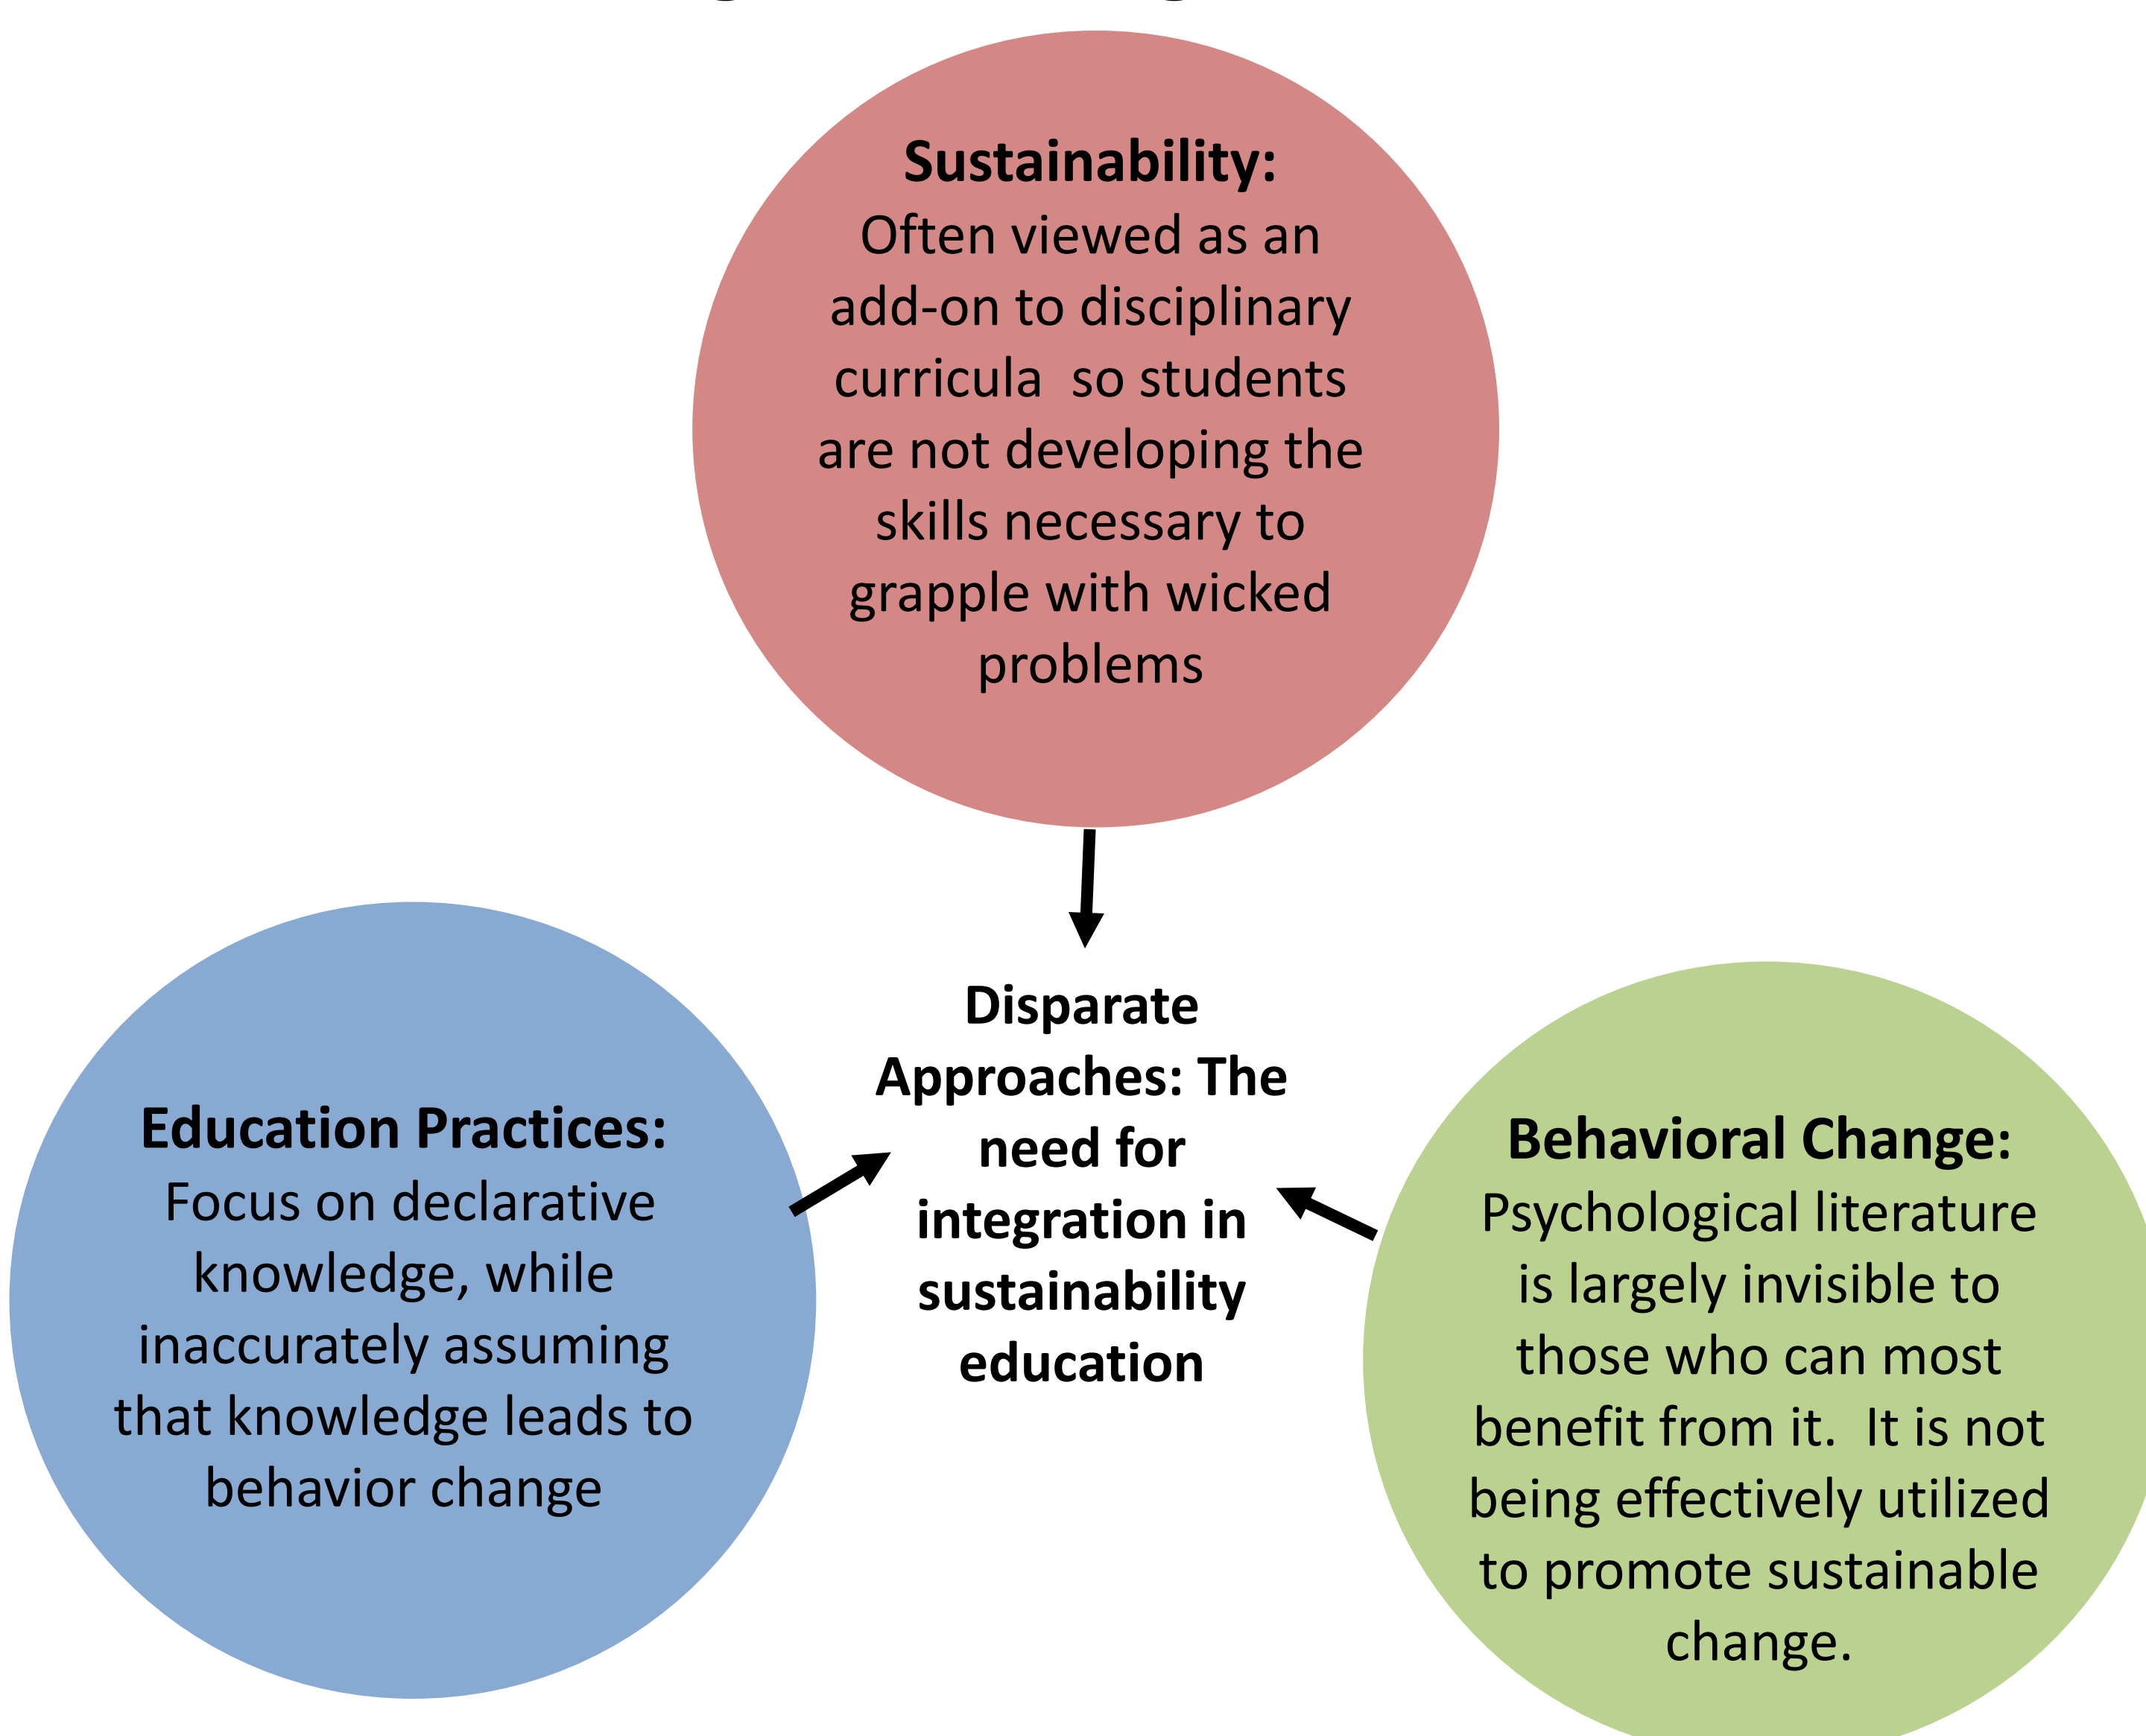 Sustainability:
Often viewed as an
add-on to disciplinary
curricula  so students
are not developing the
skills necessary to
grapple with wicked
problems
Disparate
Approaches: The
need for
integration in
sustainability
education
Education Practices:
Focus on declarative
knowledge, while
inaccurately assuming
that knowledge leads to
behavior change
Behavioral Change:
Psychological literature
is largely invisible to
those who can most
benefit from it.  It is not
being effectively utilized
to promote sustainable
change.